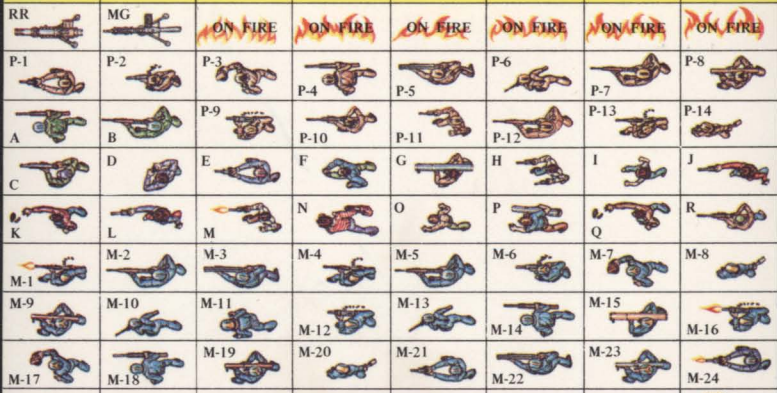 RR MG ON FIRE ON FIRE ON FIRE ON FIRE ON FIRE ON FIRE
P-1 P-2 P-3 P-4 P-5 P-6 P-7 P-8
A B P-9 P-10 P-11 P-12 P-13 P-14
C D E F G H I J
K L M N O P Q R
M-1 M-2 M-3 M-4 M-5 M-6 M-7 M-8
M-9 M-10 M-11 M-12 M-13 M-14 M-15 M-16
M-17 M-18 M-19 M-20 M-21 M-22 M-23 M-24